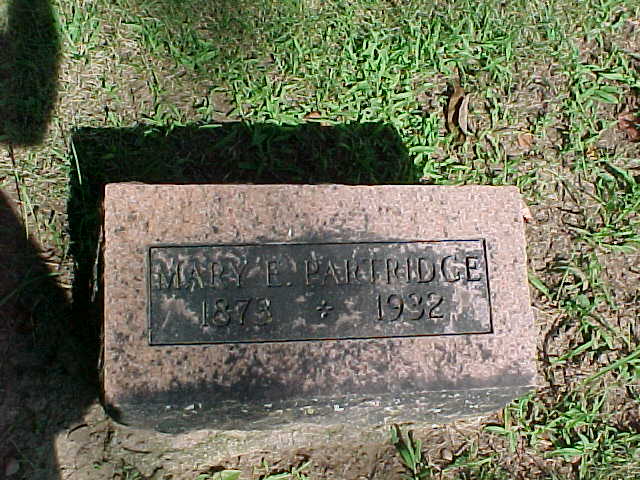 MARY E. PARTRIDGE
1873 + 1932